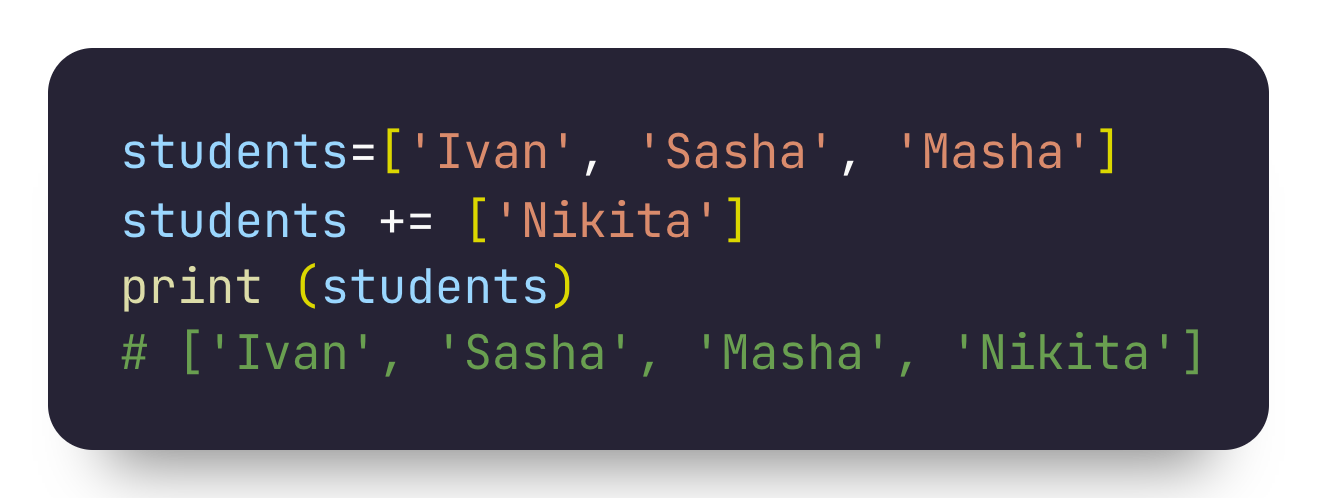 students=['Ivan', 'Sasha', 'Masha']
students += ['Nikita']
print (students)
# ['Ivan', 'Sasha', 'Masha', 'Nikita']